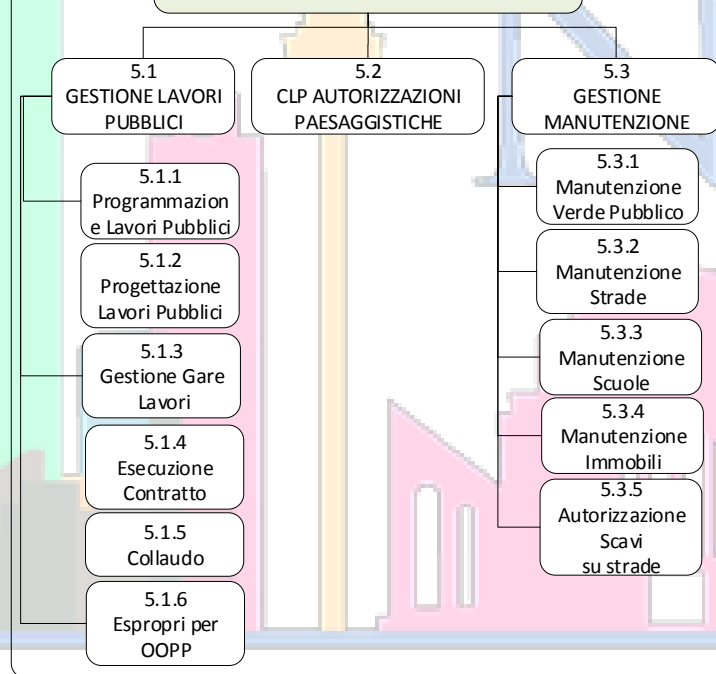 5.1
GESTIONE LAVORI
PUBBLICI
5.2
CLP AUTORIZZAZIONI
PAESAGGISTICHE
5.3
GESTIONE
MANUTENZIONE
5.1.1
Programmazion
e Lavori Pubblici
5.1.2
Progettazione
Lavori Pubblici
5.1.3
Gestione Gare
Lavori
5.1.4
Esecuzione
Contratto
5.1.5
Collaudo
5.1.6
Espropri per
OOPP
5.3.1
Manutenzione
Verde Pubblico
5.3.2
Manutenzione
Strade
5.3.3
Manutenzione
Scuole
5.3.4
Manutenzione
Immobili
5.3.5
Autorizzazione
Scavi
su strade